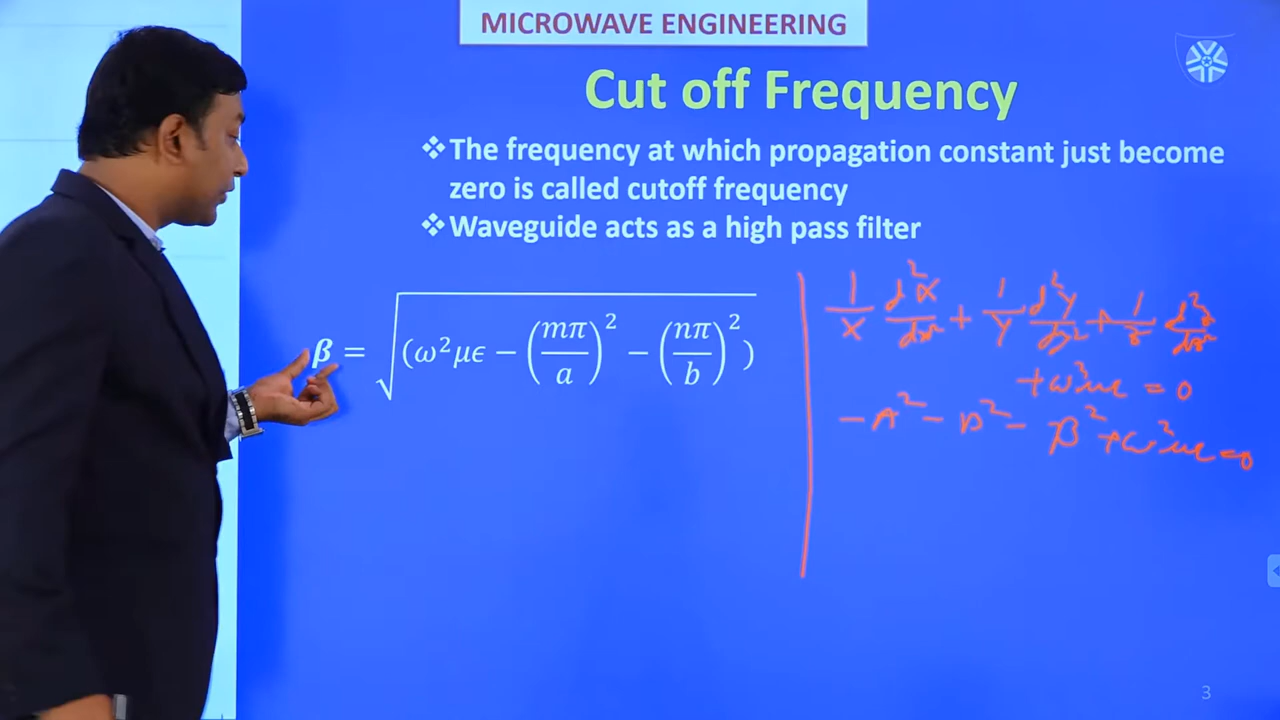 MICROWAVE ENGINEERING
Cut off Frequency
❖The frequency at which propagation constant just become
zero is called cutoff frequency
❖Waveguide acts as a high pass filter
β = √(ω²μϵ − (mπ/a)² − (nπ/b)²)
1/X d²X/dx² + 1/Y d²Y/dy² + 1/z d²z/dz²
+ω²με = 0
−A² − B² − β² + ω²με = 0
3